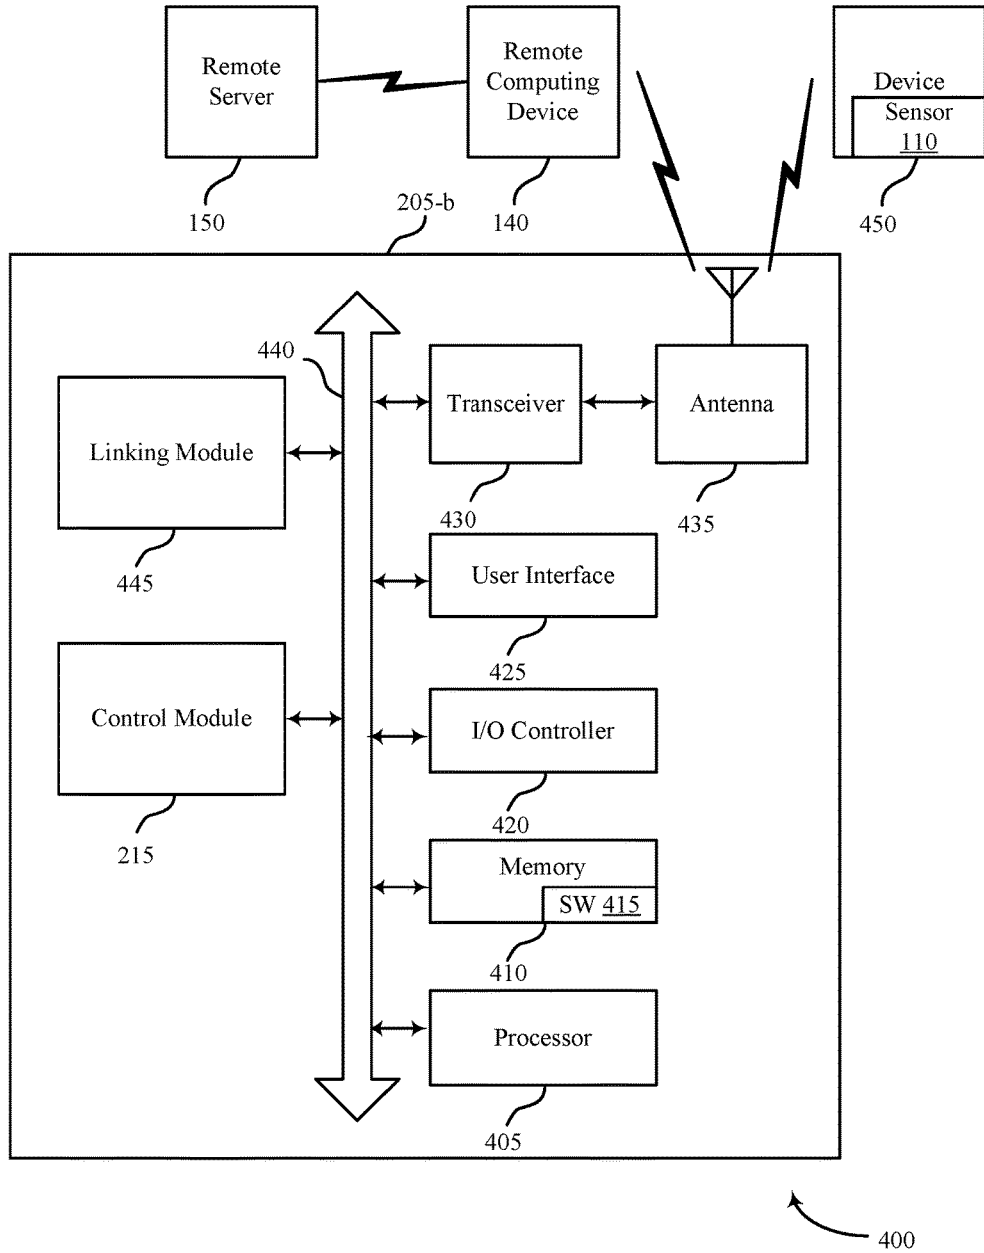 Remote
Server
Remote
Computing
Device
Device
Sensor
110
150
140
450
205-b
440
Transceiver
Antenna
Linking Module
430
435
445
User Interface
425
Control Module
I/O Controller
420
215
Memory
SW 415
410
Processor
405
400